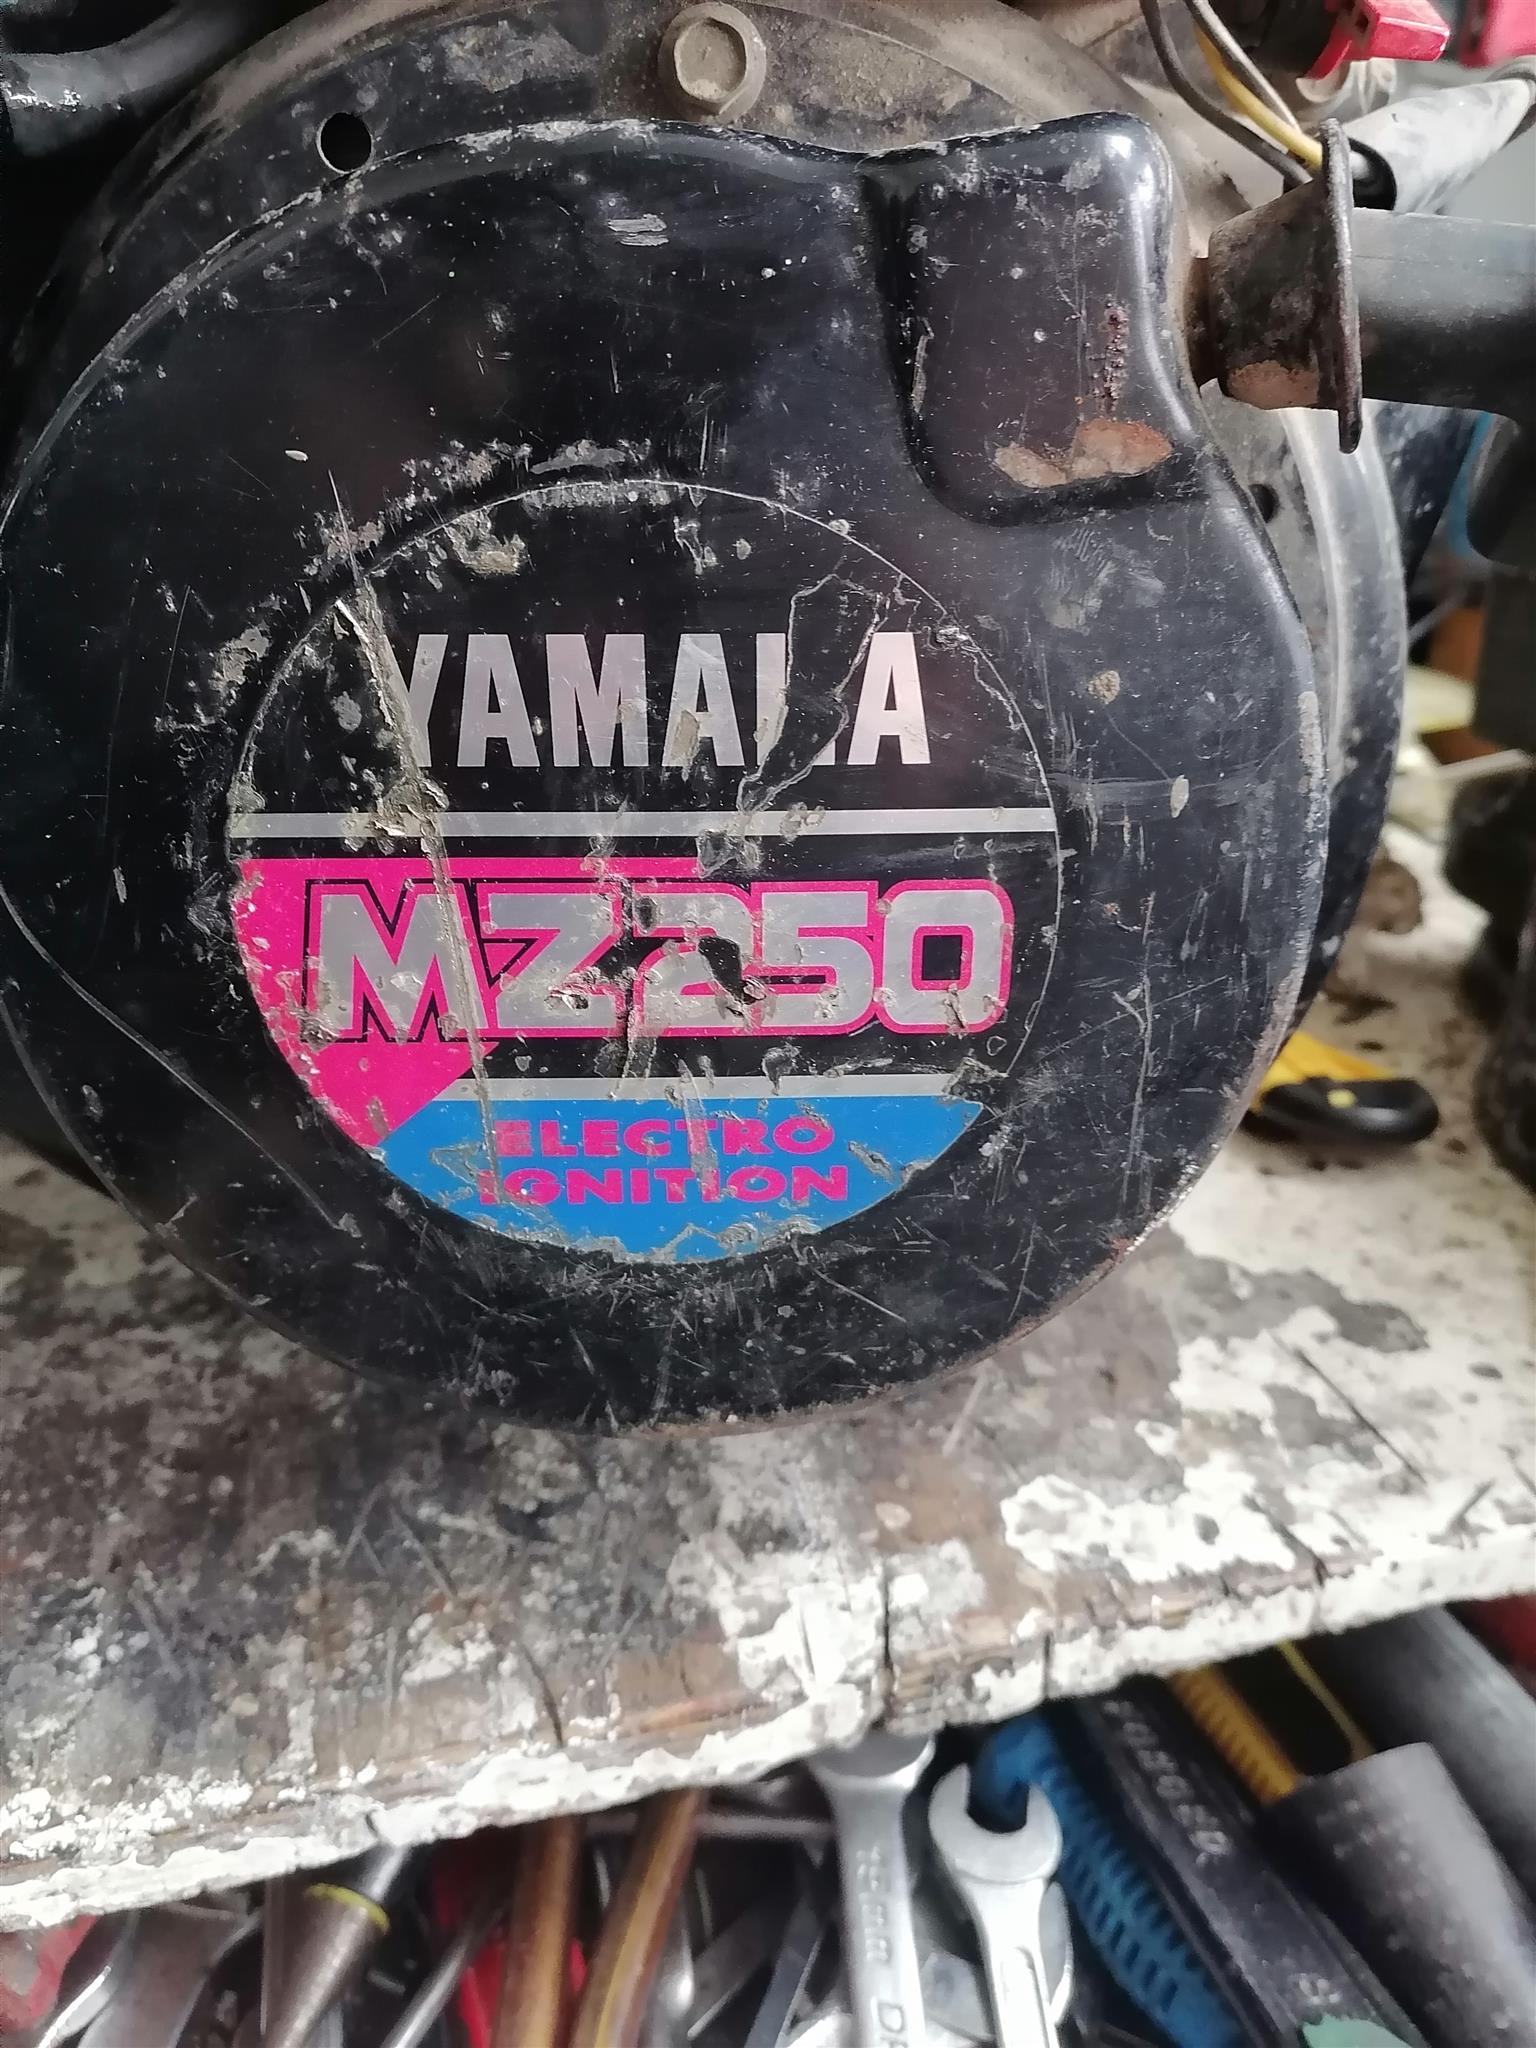 YAMALA
MZ250
ELECTRO
IGNITION